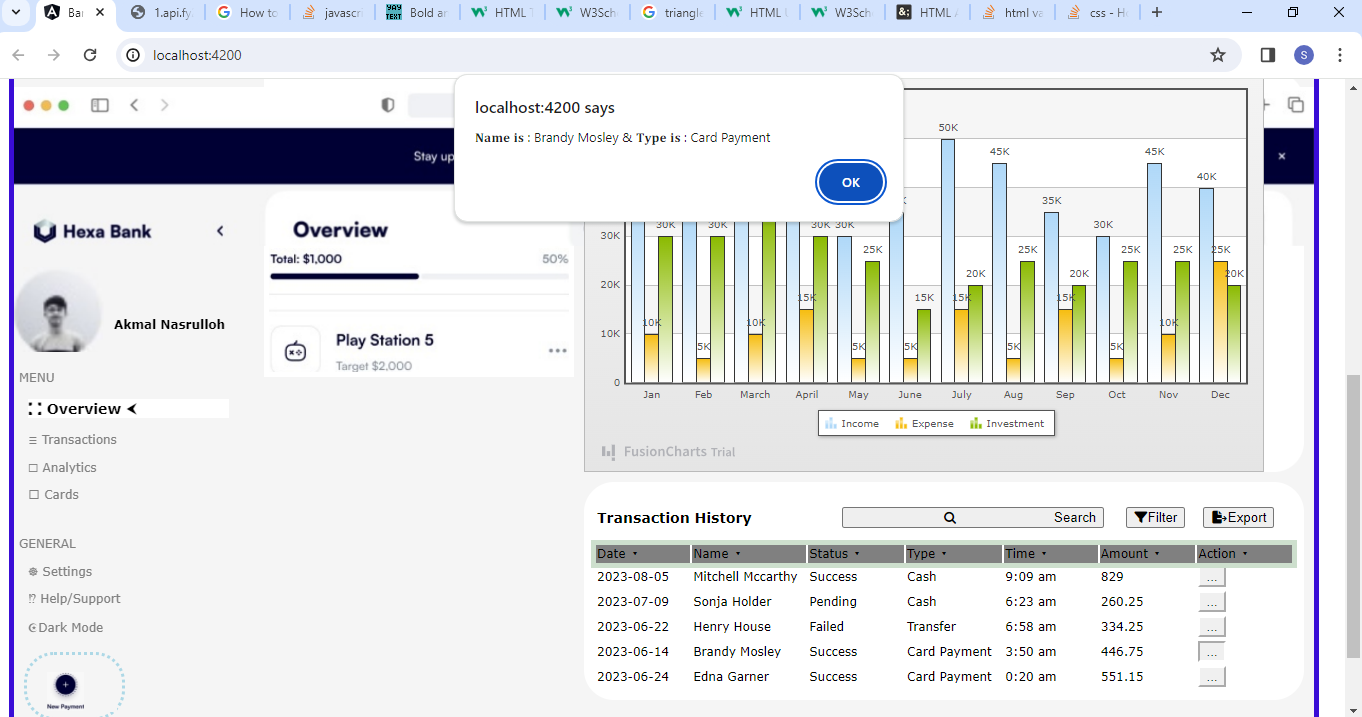 Ba
1.api.fy
How to
javascri
Bold ar
HTML T
W3Sch
triangle
HTML U
W3Sch
HTML A
html va
css - Ho
localhost:4200
S
localhost:4200 says
Name is : Brandy Mosley & Type is : Card Payment
OK
Stay up
Hexa Bank
Akmal Nasrulloh
MENU
Overview
Transactions
Analytics
Cards
GENERAL
Settings
⁉ Help/Support
Dark Mode
New Payment
Overview
Total: $1,000 50%
Play Station 5
Target $2,000
50K
45K 45K
40K
35K
30K 30K 30K 30K 30K 30K
25K 25K 25K 25K 25K 25K
20K 20K 20K 20K
15K 15K 15K 15K
10K 10K 10K 10K
5K 5K 5K 5K 5K
0
Jan Feb March April May June July Aug Sep Oct Nov Dec
Income Expense Investment
FusionCharts Trial
Transaction History Search Filter Export
Date Name Status Type Time Amount Action
2023-08-05 Mitchell Mccarthy Success Cash 9:09 am 829 ...
2023-07-09 Sonja Holder Pending Cash 6:23 am 260.25 ...
2023-06-22 Henry House Failed Transfer 6:58 am 334.25 ...
2023-06-14 Brandy Mosley Success Card Payment 3:50 am 446.75 ...
2023-06-24 Edna Garner Success Card Payment 0:20 am 551.15 ...